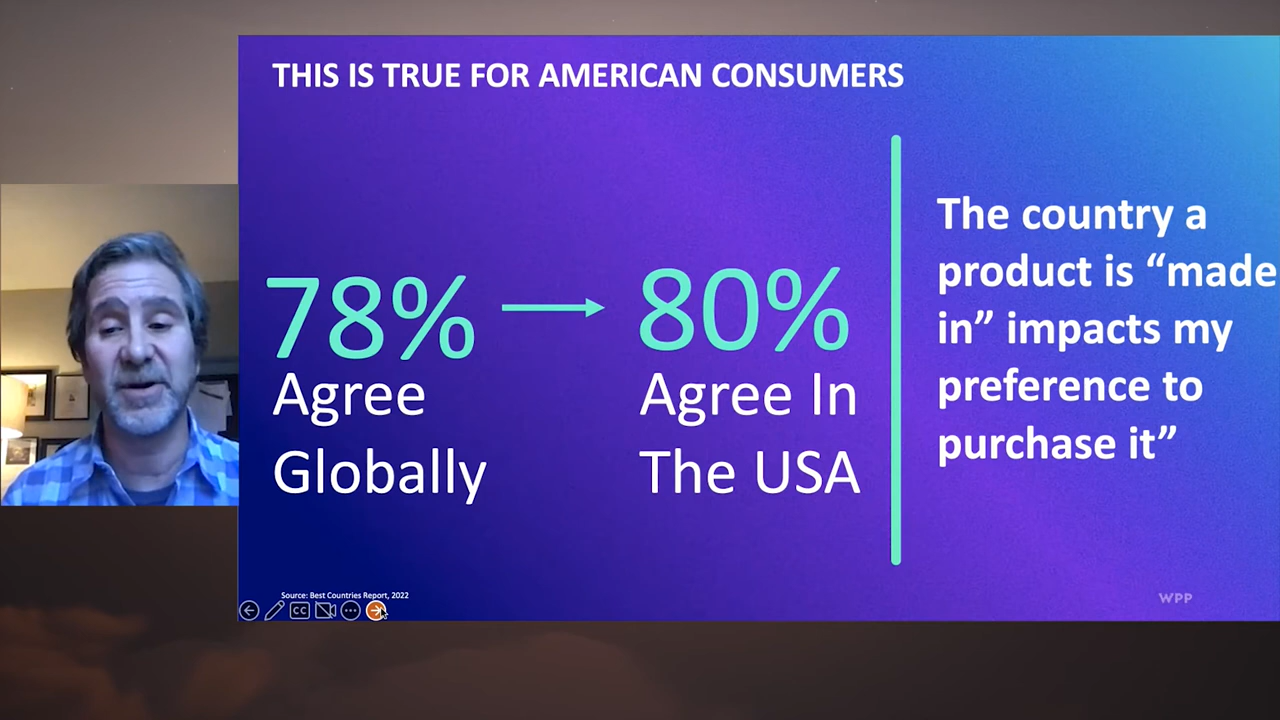 THIS IS TRUE FOR AMERICAN CONSUMERS
78%
Agree
Globally
80%
Agree In
The USA
The country a
product is “made
in” impacts my
preference to
purchase it”
Source: Best Countries Report, 2022
CC
WPP